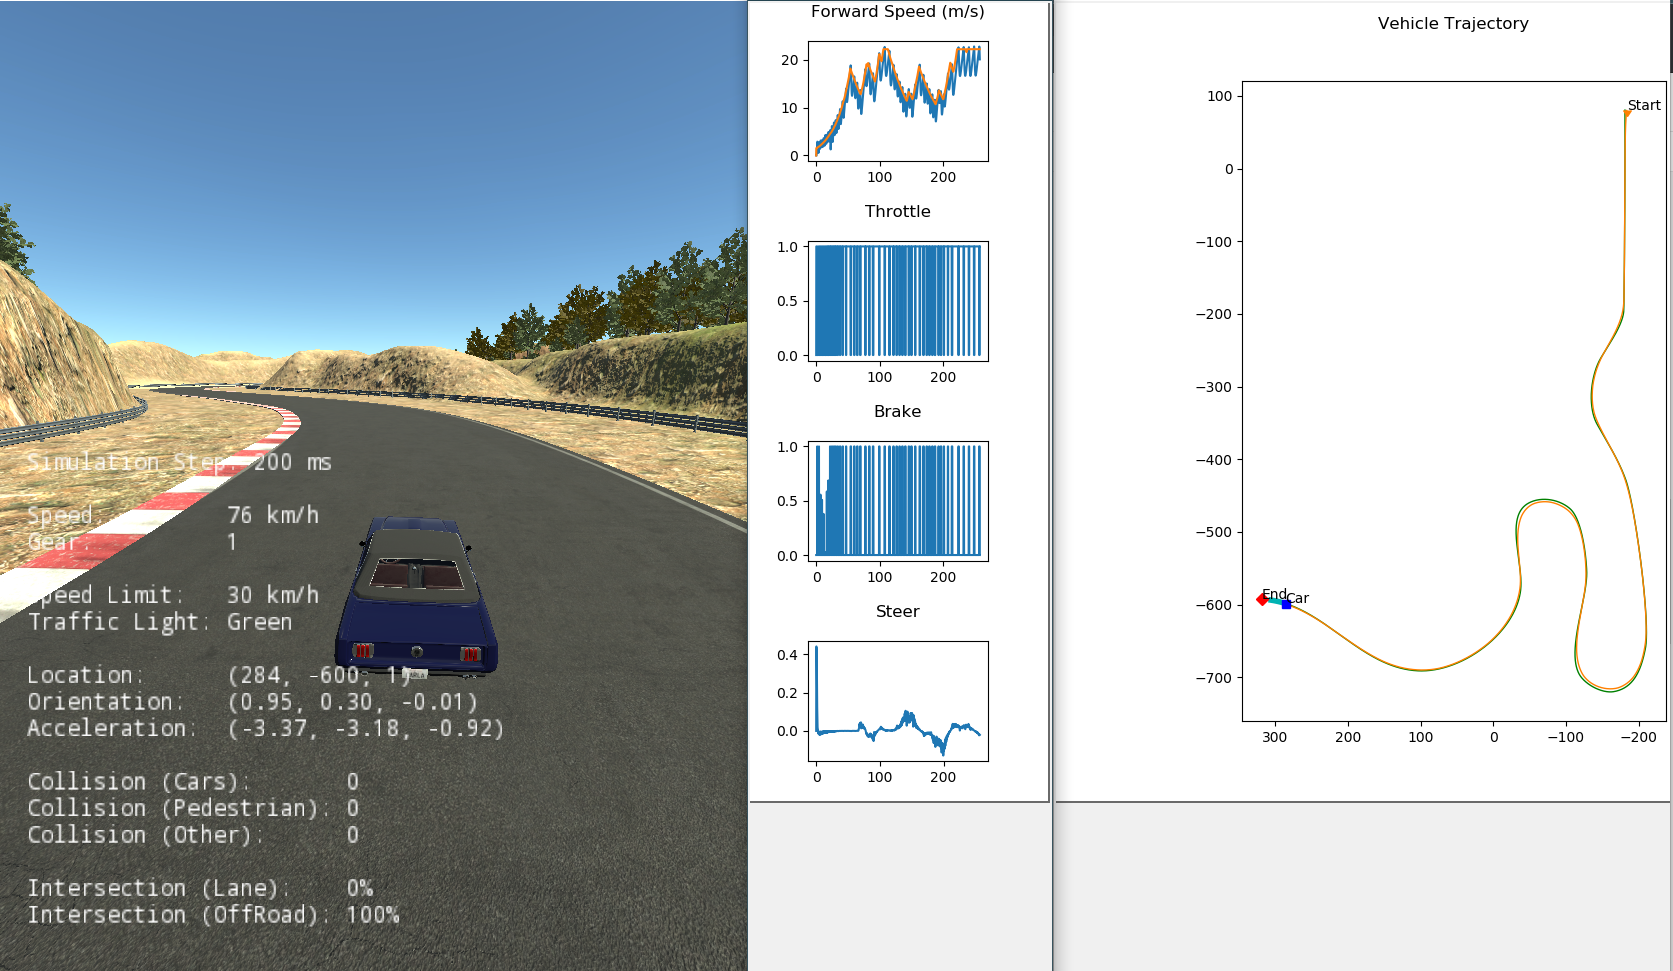 Simulation Step: 200 ms
Speed: 76 km/h
Gear: 1
Speed Limit: 30 km/h
Traffic Light: Green
Location: (284, -600, 1)
Orientation: (0.95, 0.30, -0.01)
Acceleration: (-3.37, -3.18, -0.92)
Collision (Cars): 0
Collision (Pedestrian): 0
Collision (Other): 0
Intersection (Lane): 0%
Intersection (OffRoad): 100%
Forward Speed (m/s)
20
10
0
0 100 200
Throttle
1.0
0.5
0.0
0 100 200
Brake
1.0
0.5
0.0
0 100 200
Steer
0.4
0.2
0.0
0 100 200
Vehicle Trajectory
100
0
−100
−200
−300
−400
−500
−600
−700
300 200 100 0 −100 −200
Start
End
Car